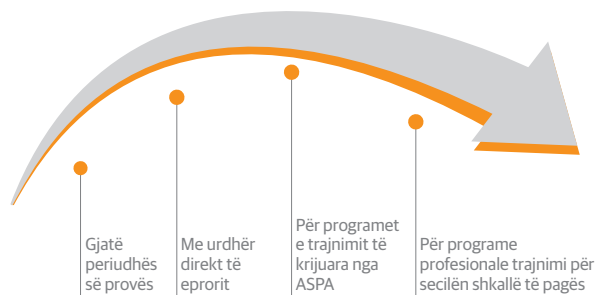 Gjatë
periudhës
së provës
Me urdhër
direkt të
eprorit
Për programet
e trajnimit të
krijuara nga
ASPA
Për programe
profesionale trajnimi për
secilën shkallë të pagës